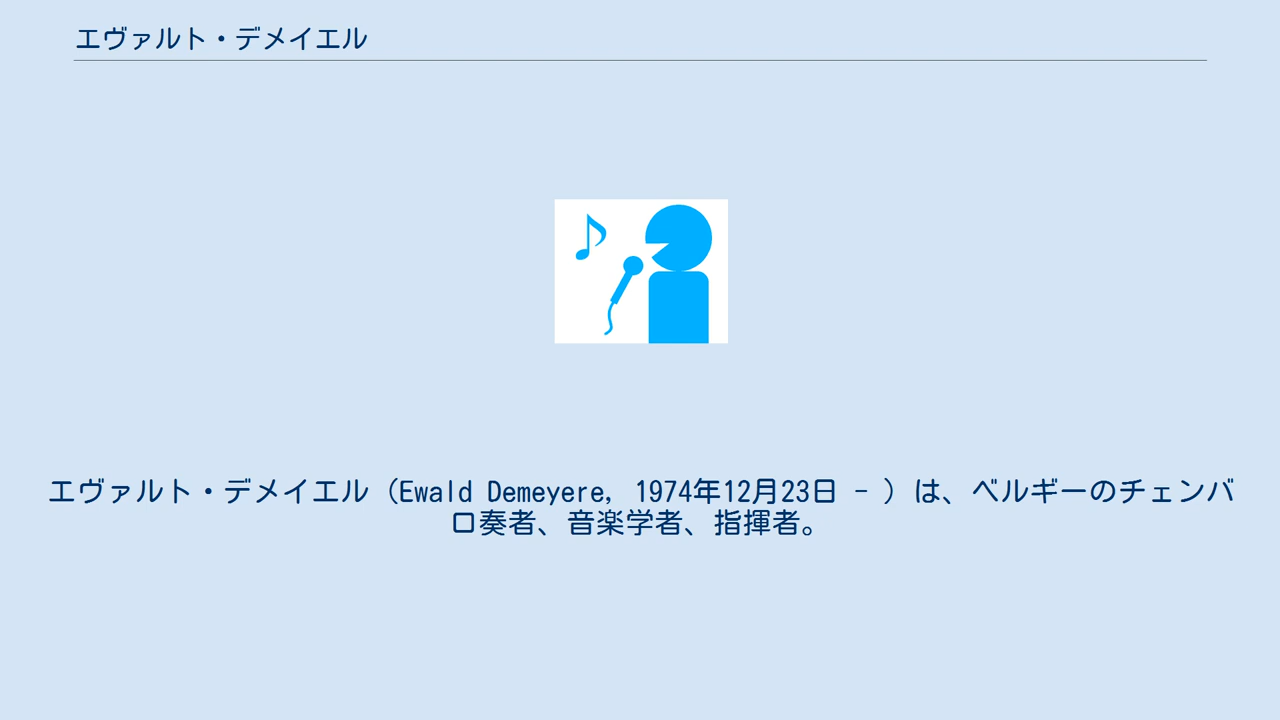 エヴァルト・デメイエル
エヴァルト・デメイエル（Ewald Demeyere, 1974年12月23日 - ）は、ベルギーのチェンバ
ロ奏者、音楽学者、指揮者。